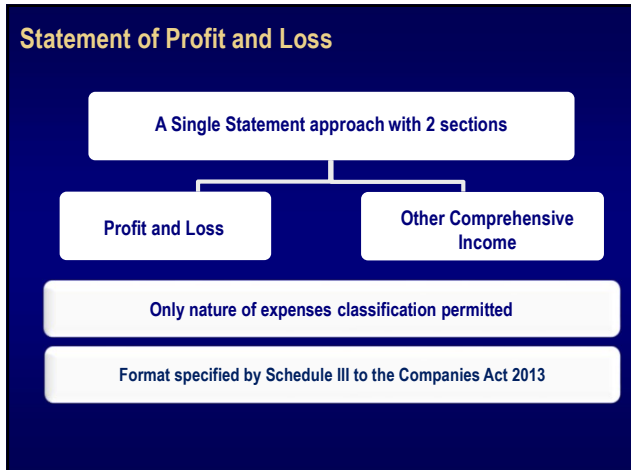 Statement of Profit and Loss
A Single Statement approach with 2 sections
Profit and Loss
Other Comprehensive
Income
Only nature of expenses classification permitted
Format specified by Schedule III to the Companies Act 2013